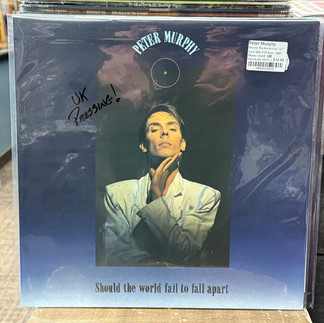 PETER MURPHY
Peter Murphy
UK
PRESSING!
Should the world fail to fall apart